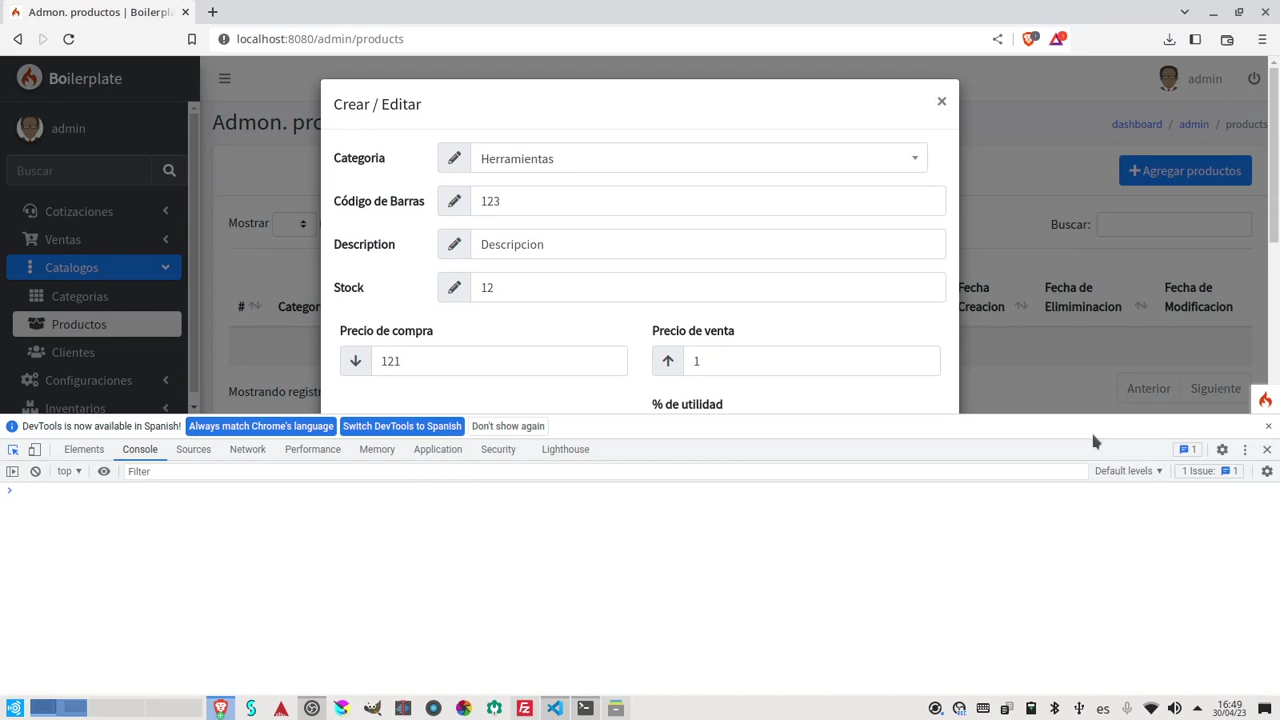 Admon. productos | Boilerpla
localhost:8080/admin/products
Boilerplate
admin
Crear / Editar
×
Admon. pro
dashboard / admin / products
admin
Categoria
Herramientas
Buscar
Agregar productos
Código de Barras
123
Cotizaciones
Mostrar
Buscar:
Ventas
Description
Descripcion
Catalogos
Stock
12
Categorias
#
Categor
Fecha Creacion
Fecha de Elimiminacion
Fecha de Modificacion
Productos
Precio de compra
Precio de venta
Clientes
121
1
Configuraciones
Mostrando registr
Anterior
Siguiente
Inventarios
% de utilidad
DevTools is now available in Spanish!
Always match Chrome's language
Switch DevTools to Spanish
Don't show again
Elements
Console
Sources
Network
Performance
Memory
Application
Security
Lighthouse
1
top
Filter
Default levels
1 Issue:
1
es
16:49
30/04/23